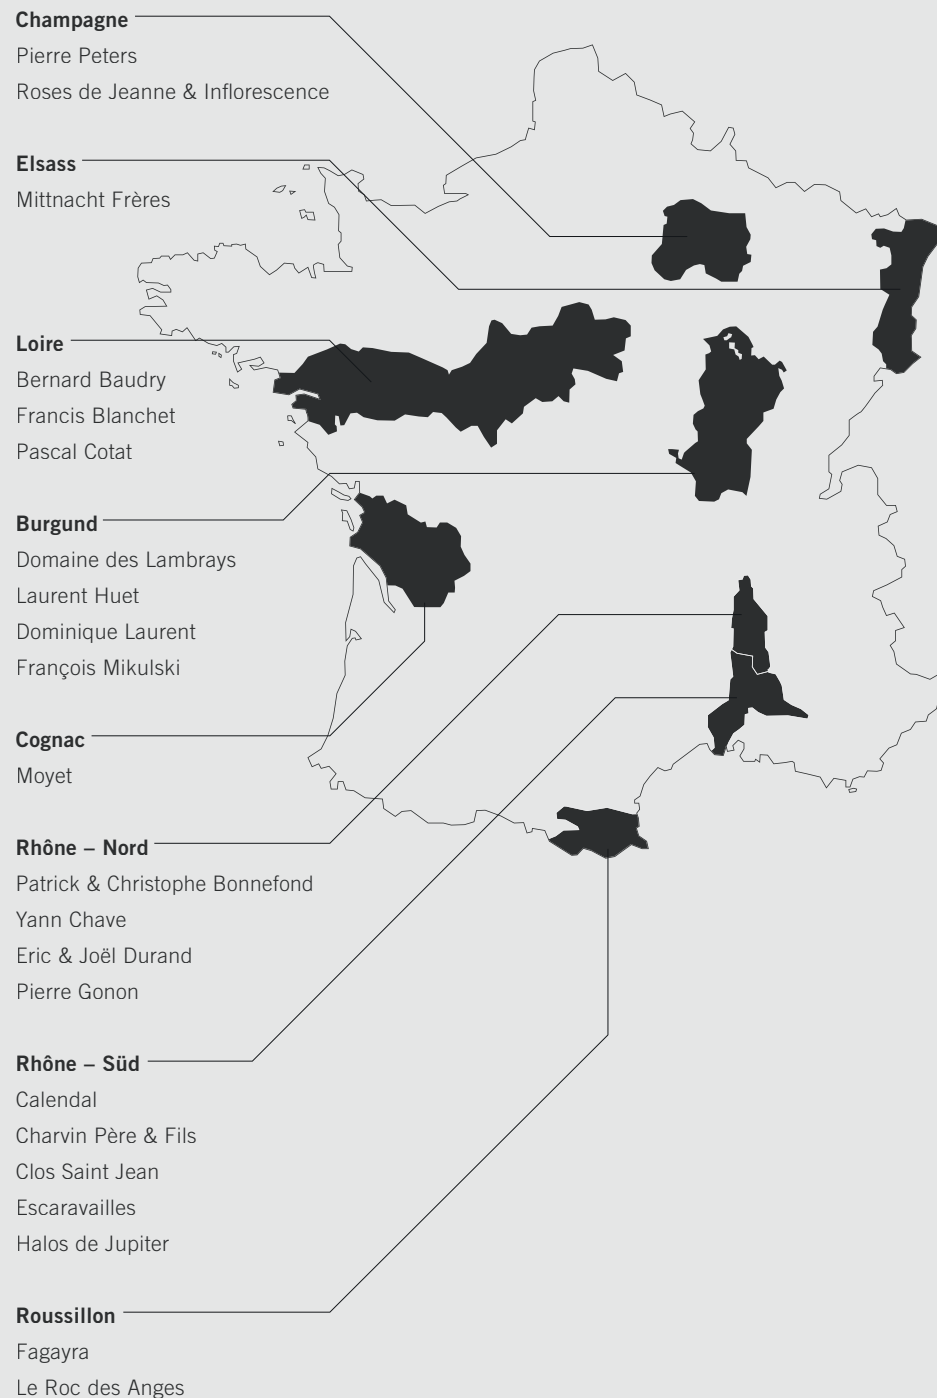 Champagne
Pierre Peters
Roses de Jeanne & Inflorescence
Elsass
Mittnacht Frères
Loire
Bernard Baudry
Francis Blanchet
Pascal Cotat
Burgund
Domaine des Lambrays
Laurent Huet
Dominique Laurent
François Mikulski
Cognac
Moyet
Rhône – Nord
Patrick & Christophe Bonnefond
Yann Chave
Eric & Joël Durand
Pierre Gonon
Rhône – Süd
Calendal
Charvin Père & Fils
Clos Saint Jean
Escaravailles
Halos de Jupiter
Roussillon
Fagayra
Le Roc des Anges